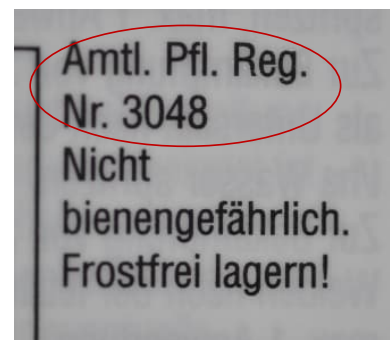 Amtl. Pfl. Reg.
Nr. 3048
Nicht
bienengefährlich.
Frostfrei lagern!